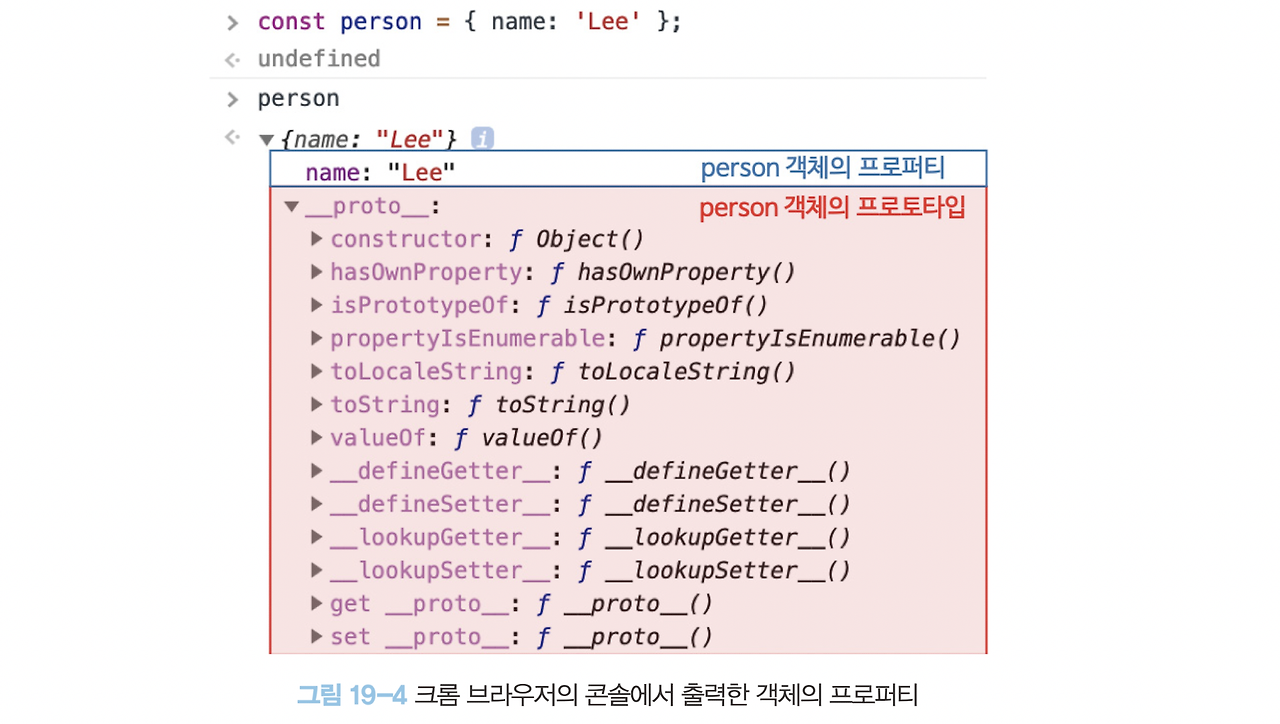 > const person = { name: 'Lee' };
undefined
> person
▼{name: "Lee"} i
name: "Lee" person 객체의 프로퍼티
▼__proto__: person 객체의 프로토타입
▶constructor: ƒ Object()
▶hasOwnProperty: ƒ hasOwnProperty()
▶isPrototypeOf: ƒ isPrototypeOf()
▶propertyIsEnumerable: ƒ propertyIsEnumerable()
▶toLocaleString: ƒ toLocaleString()
▶toString: ƒ toString()
▶valueOf: ƒ valueOf()
▶__defineGetter__: ƒ __defineGetter__()
▶__defineSetter__: ƒ __defineSetter__()
▶__lookupGetter__: ƒ __lookupGetter__()
▶__lookupSetter__: ƒ __lookupSetter__()
▶get __proto__: ƒ __proto__()
▶set __proto__: ƒ __proto__()
그림 19-4 크롬 브라우저의 콘솔에서 출력한 객체의 프로퍼티